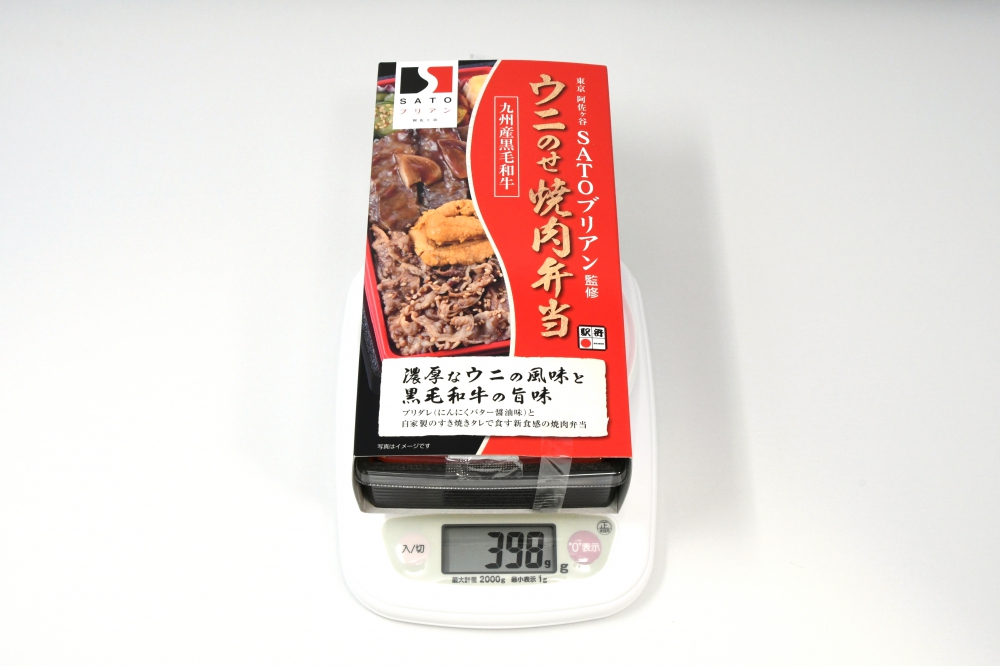 SATO
ブリアン
東京 阿佐ヶ谷
SATOブリアン監修
ウニのせ焼肉弁当
九州産黒毛和牛
濃厚なウニの風味と
黒毛和牛の旨味
ブリダレ(にんにくバター醤油味)と
自家製のすき焼きタレで食す新食感の焼肉弁当
写真はイメージです
入/切
398g
g
"0"表示
最大計量 2000g 最小表示 1g